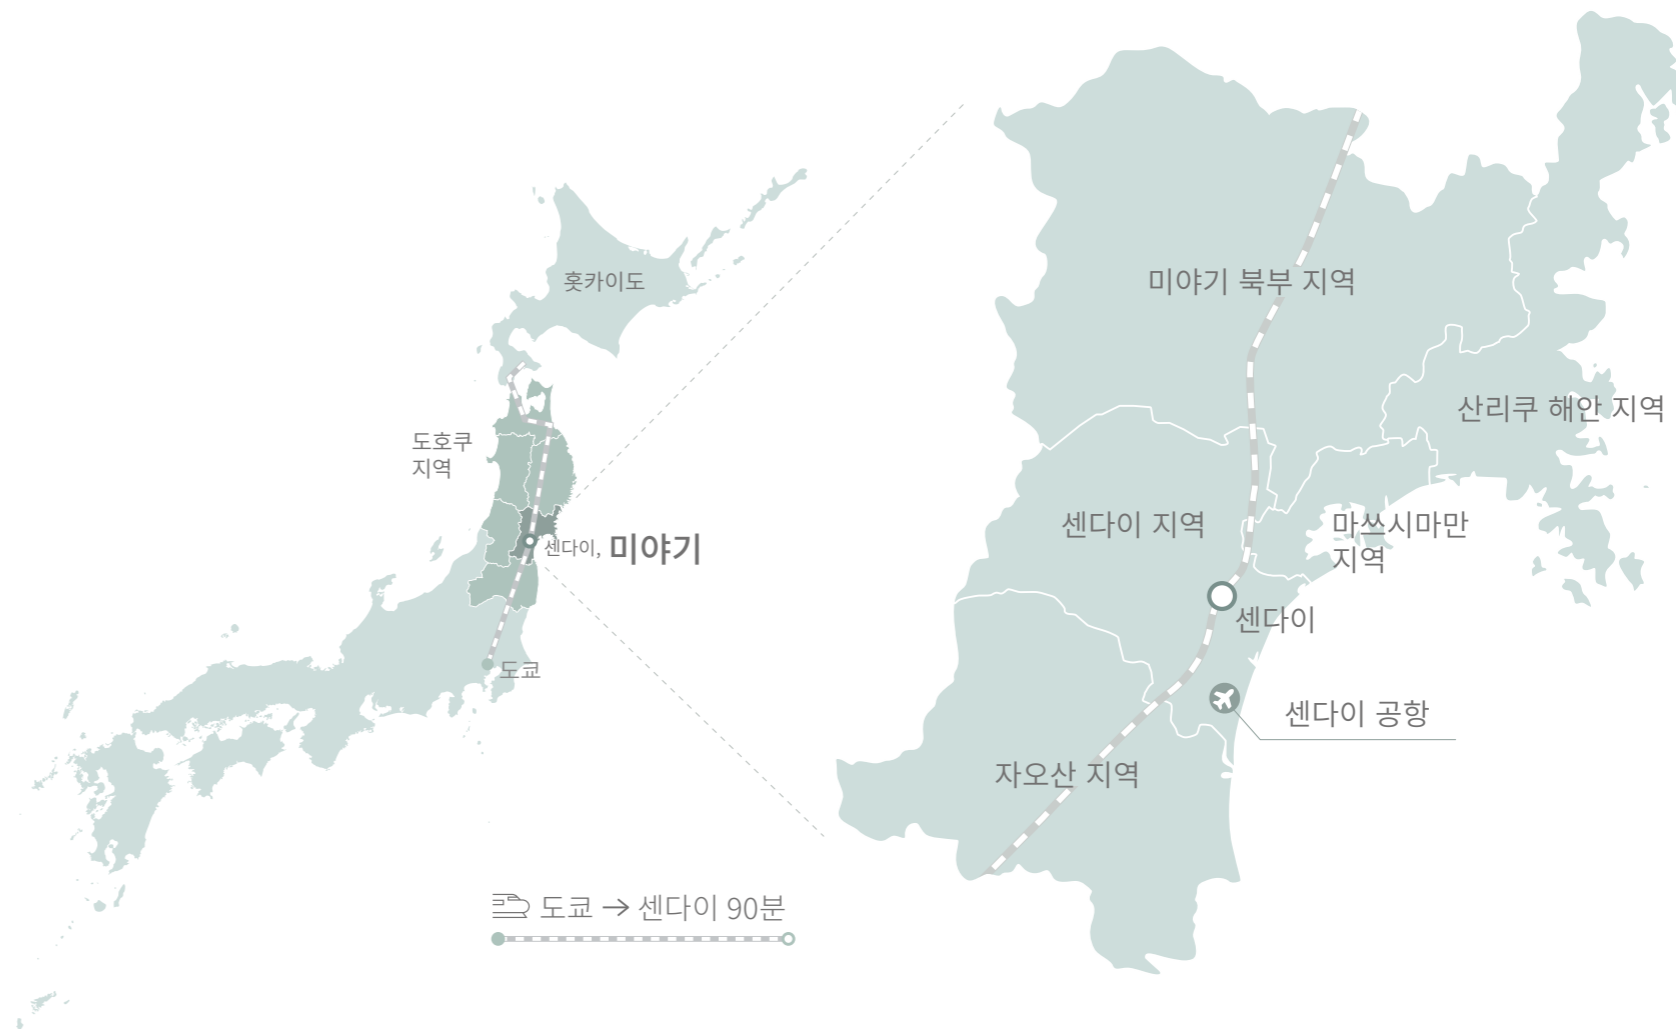 홋카이도
도호쿠
지역
센다이, 미야기
도쿄
도쿄 → 센다이 90분
미야기 북부 지역
산리쿠 해안 지역
센다이 지역
마쓰시마만
지역
센다이
센다이 공항
자오산 지역